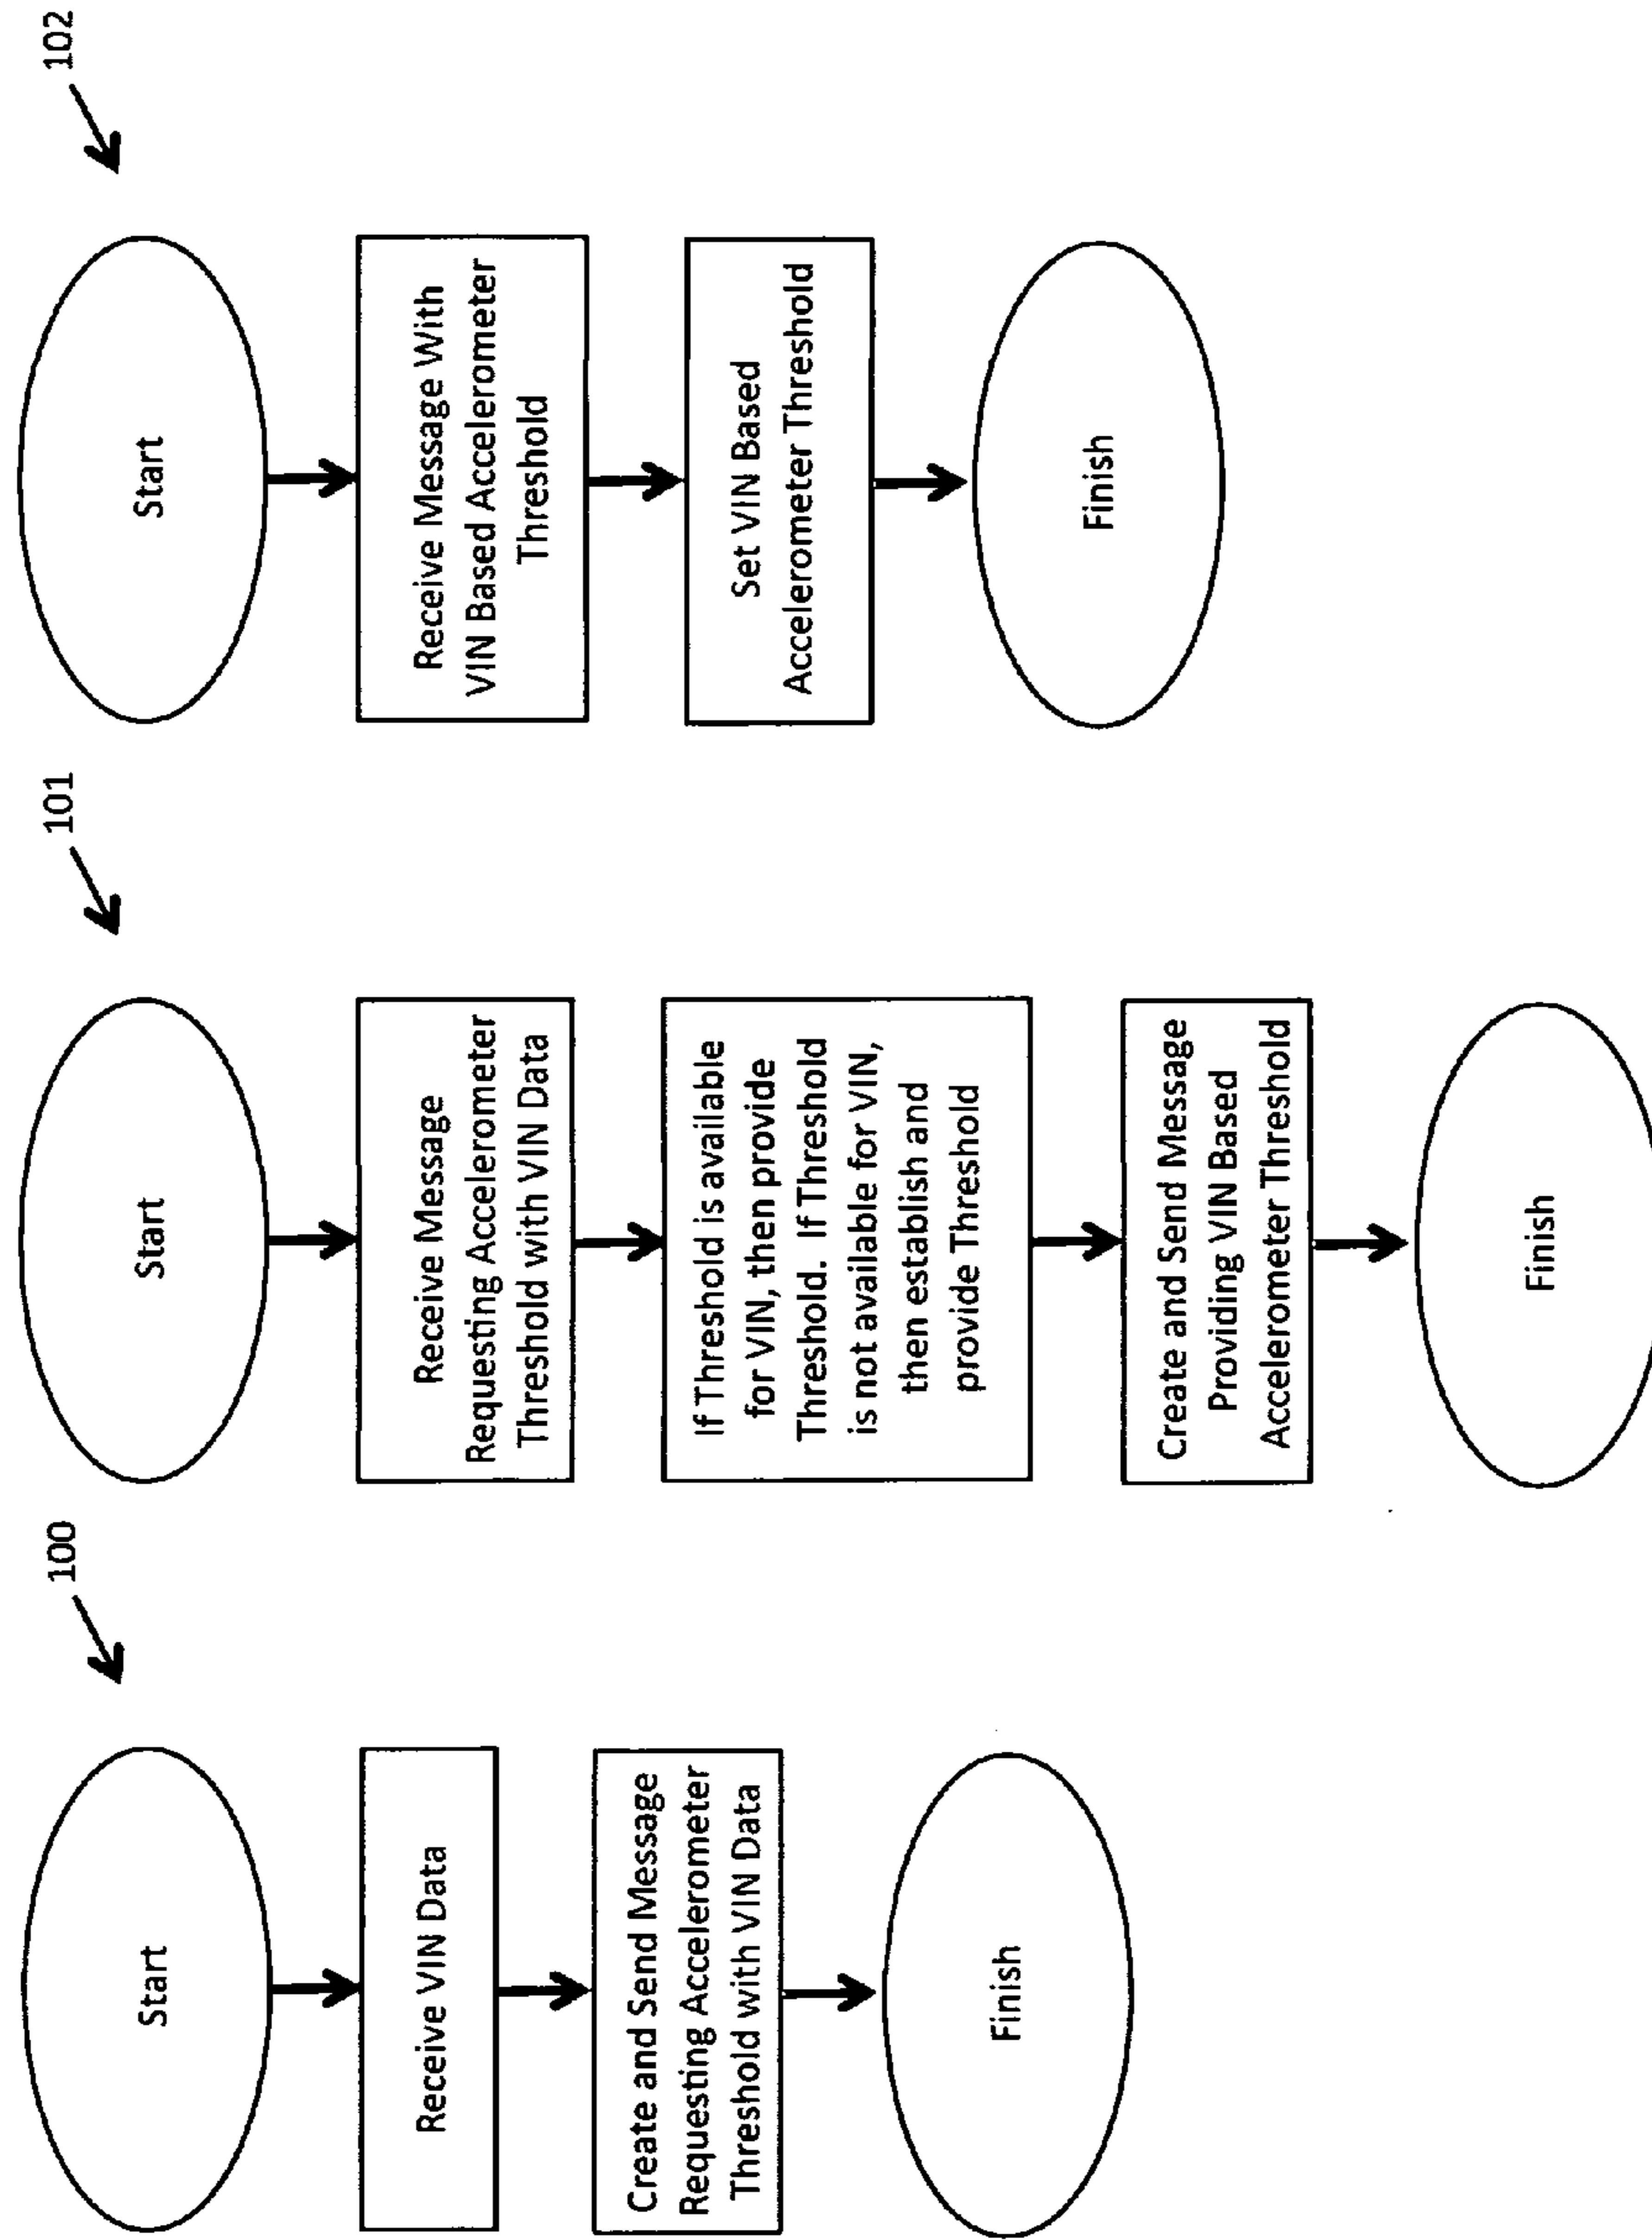 100
Start
Receive VIN Data
Create and Send Message
Requesting Accelerometer
Threshold with VIN Data
Finish
101
Start
Receive Message
Requesting Accelerometer
Threshold with VIN Data
If Threshold is available
for VIN, then provide
Threshold. If Threshold
is not available for VIN,
then establish and
provide Threshold
Create and Send Message
Providing VIN Based
Accelerometer Threshold
Finish
102
Start
Receive Message With
VIN Based Accelerometer
Threshold
Set VIN Based
Accelerometer Threshold
Finish